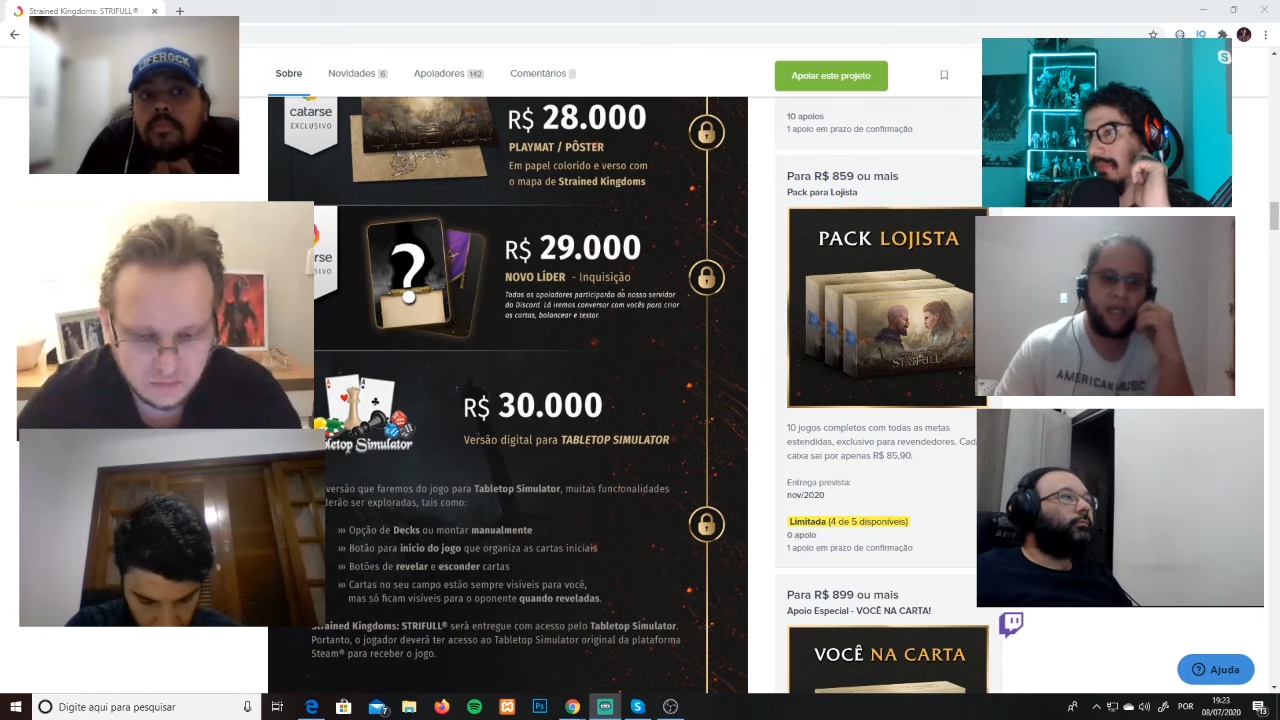 Strained Kingdoms: STRIFULL®
LIFEROCK
Sobre
Novidades 6
Apoiadores 142
Comentários
Apoiar este projeto
catarse
EXCLUSIVO
R$ 28.000
PLAYMAT / PÔSTER
Em papel colorido e verso com
o mapa de Strained Kingdoms
rse
EXCLUSIVO
?
R$ 29.000
NOVO LÍDER - Inquisição
Todos os apoiadores participarão do nosso servidor
do Discord. Lá iremos conversar com vocês para criar
as cartas, balancear e testar.
R$ 30.000
Versão digital para TABLETOP SIMULATOR
letop Simulator
versão que faremos do jogo para Tabletop Simulator, muitas funcionalidades
derão ser exploradas, tais como:
››› Opção de Decks ou montar manualmente
››› Botão para início do jogo que organiza as cartas iniciais
››› Botões de revelar e esconder cartas
››› Cartas no seu campo estão sempre visíveis para você,
mas só ficam visíveis para o oponente quando reveladas.
Strained Kingdoms: STRIFULL® será entregue com acesso pelo Tabletop Simulator.
Portanto, o jogador deverá ter acesso ao Tabletop Simulator original da plataforma
Steam® para receber o jogo.
10 apoios
1 apoio em prazo de confirmação
Para R$ 859 ou mais
Pack para Lojista
PACK LOJISTA
STRIFULL
10 jogos completos com todas as metas
estendidas, exclusivo para revendedores. Cada
caixa sai por apenas R$ 85,90.
Entrega prevista:
nov/2020
Limitada (4 de 5 disponíveis)
0 apoio
1 apoio em prazo de confirmação
Para R$ 899 ou mais
Apoio Especial - VOCÊ NA CARTA!
VOCÊ NA CARTA
AMERICAN MUSIC
Aero
Ajuda
Digite aqui para pesquisar
POR
19:23
08/07/2020